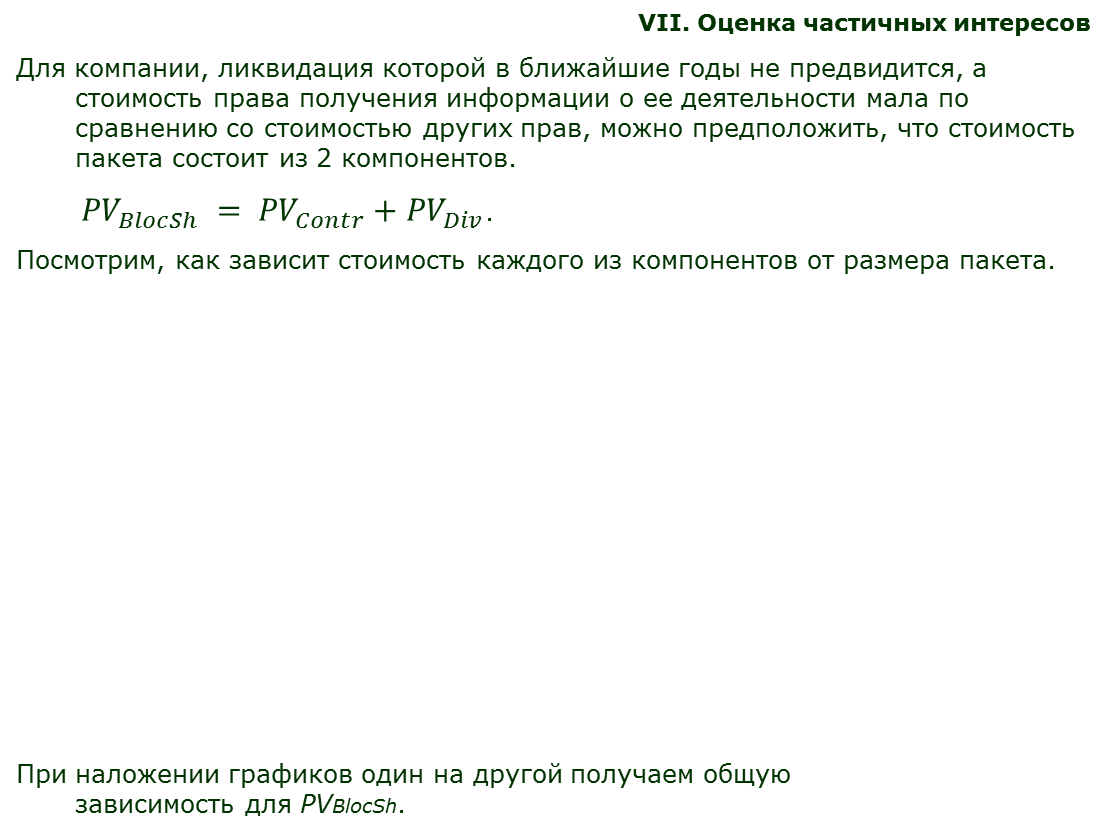 VII. Оценка частичных интересов
Для компании, ликвидация которой в ближайшие годы не предвидится, а
стоимость права получения информации о ее деятельности мала по
сравнению со стоимостью других прав, можно предположить, что стоимость
пакета состоит из 2 компонентов.
PV_BlocSh = PV_Contr + PV_Div.
Посмотрим, как зависит стоимость каждого из компонентов от размера пакета.
При наложении графиков один на другой получаем общую
зависимость для PVBlocSh.